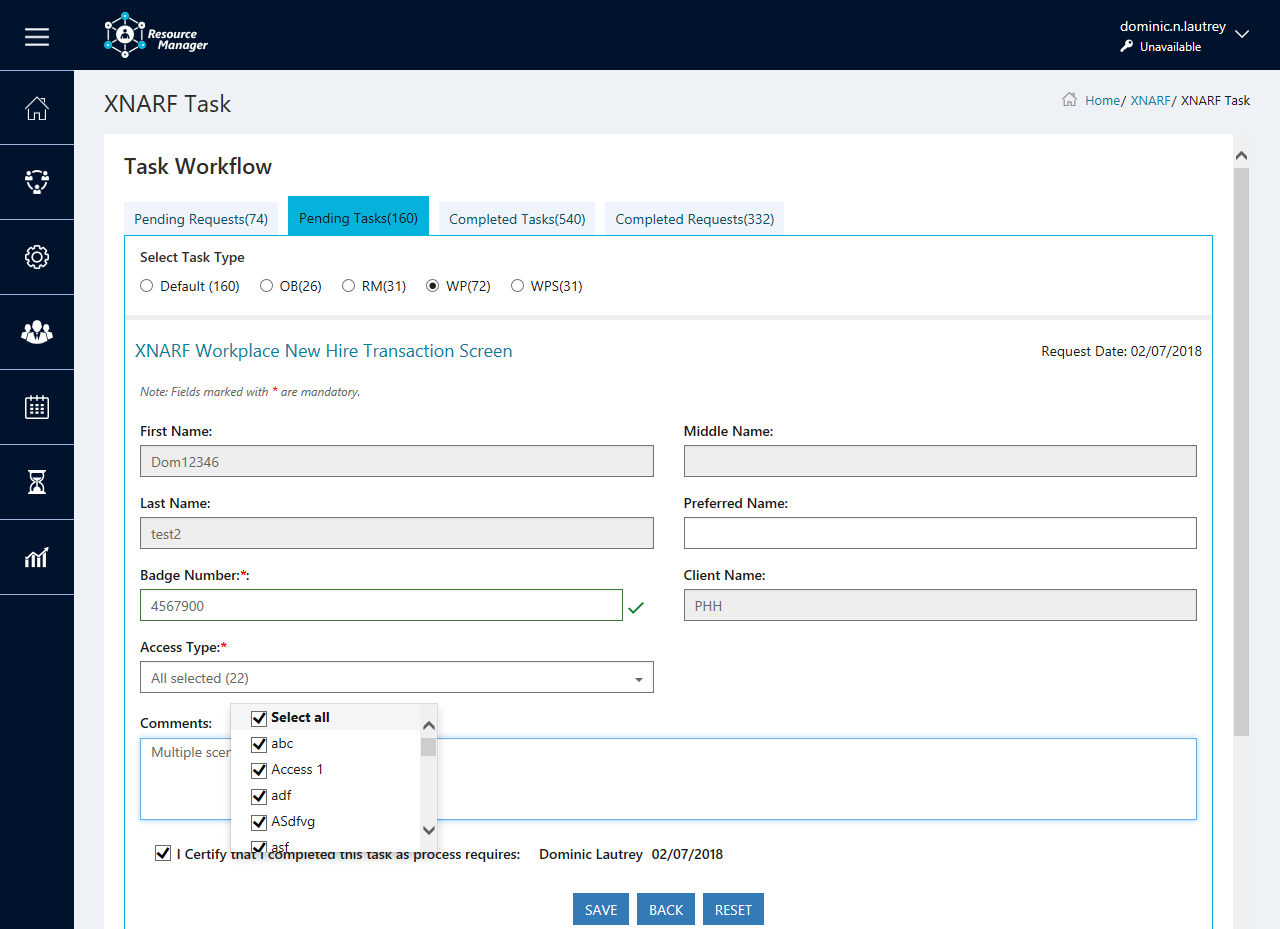 Resource Manager
dominic.n.lautrey
Unavailable
XNARF Task
Home/ XNARF/ XNARF Task
Task Workflow
Pending Requests(74) Pending Tasks(160) Completed Tasks(540) Completed Requests(332)
Select Task Type
Default (160) OB(26) RM(31) WP(72) WPS(31)
XNARF Workplace New Hire Transaction Screen Request Date: 02/07/2018
Note: Fields marked with * are mandatory.
First Name: Middle Name:
Dom12346
Last Name: Preferred Name:
test2
Badge Number:*: Client Name:
4567900 PHH
Access Type:*
All selected (22)
Comments:
Multiple
Select all
abc
Access 1
adf
ASdfvg
asf
I Certify that I completed this task as process requires: Dominic Lautrey 02/07/2018
SAVE BACK RESET